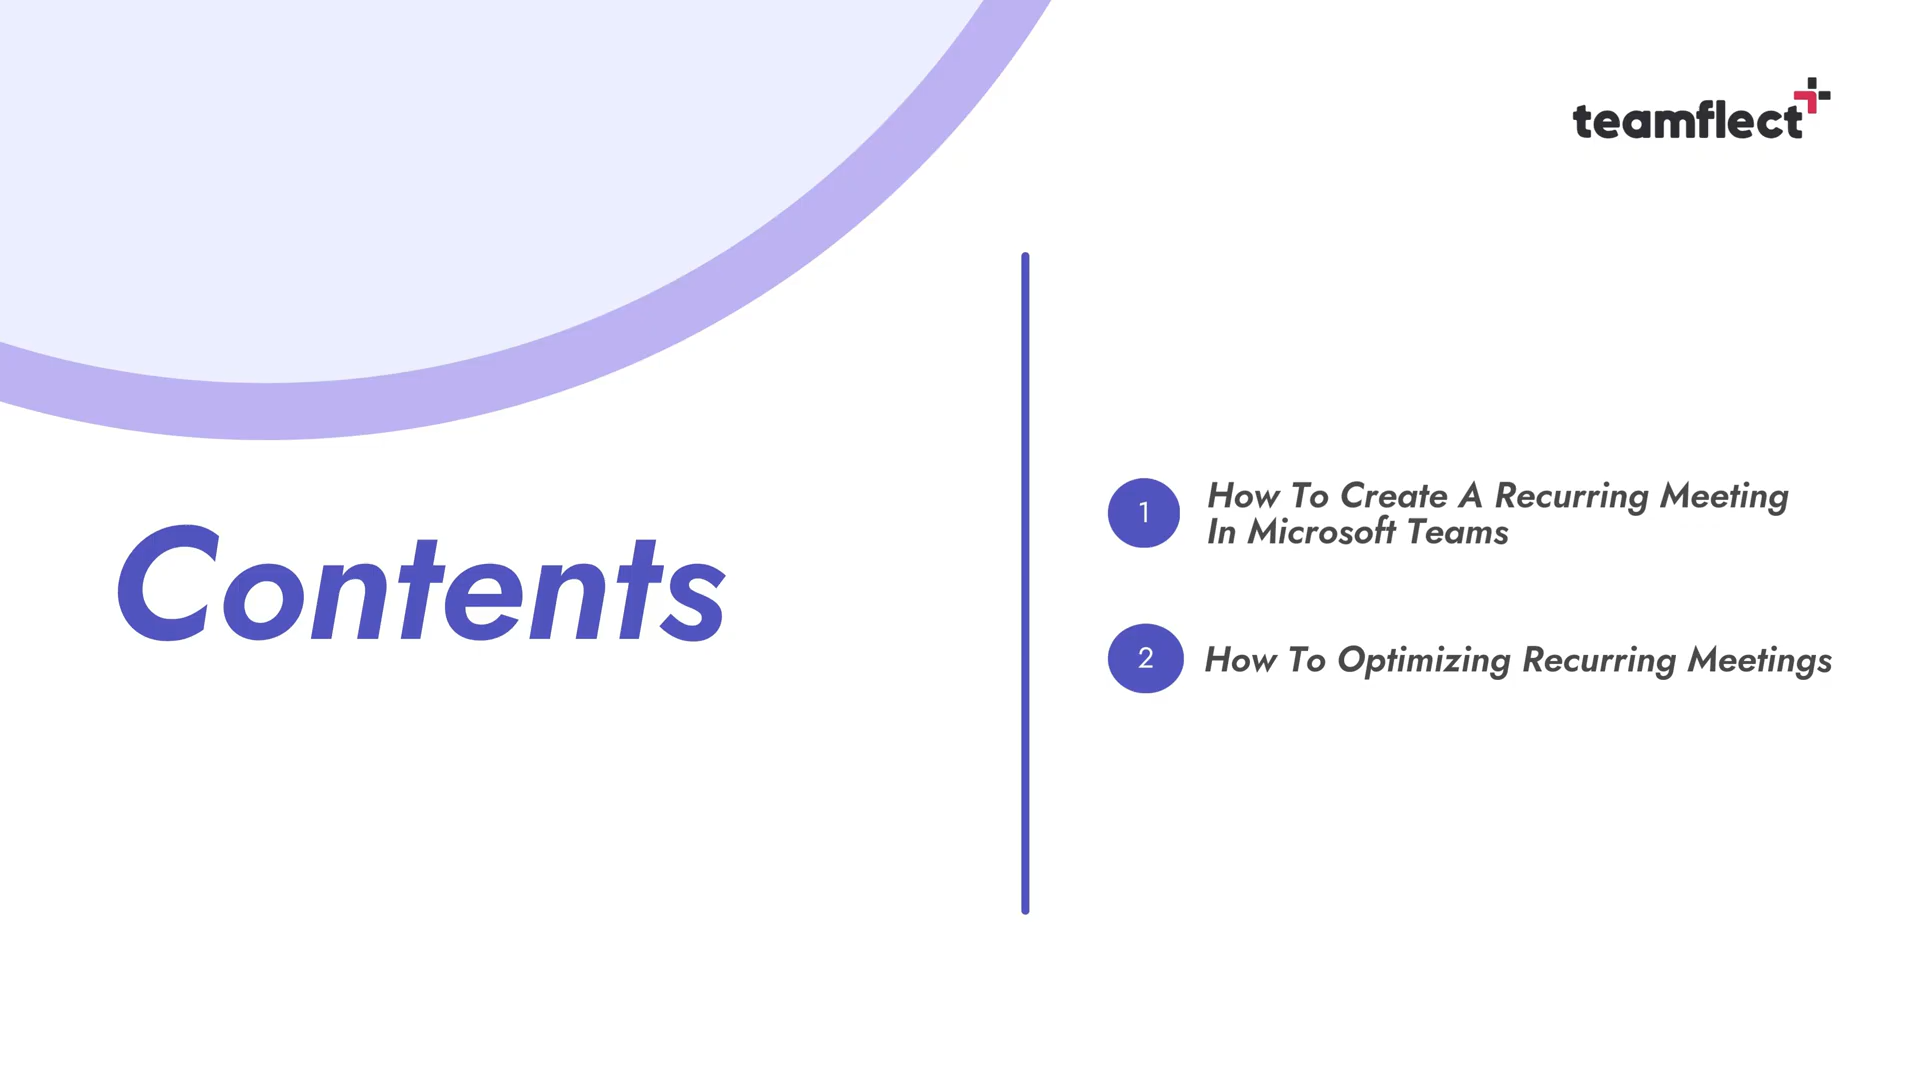 teamflect
Contents
1
How To Create A Recurring Meeting
In Microsoft Teams
2
How To Optimizing Recurring Meetings